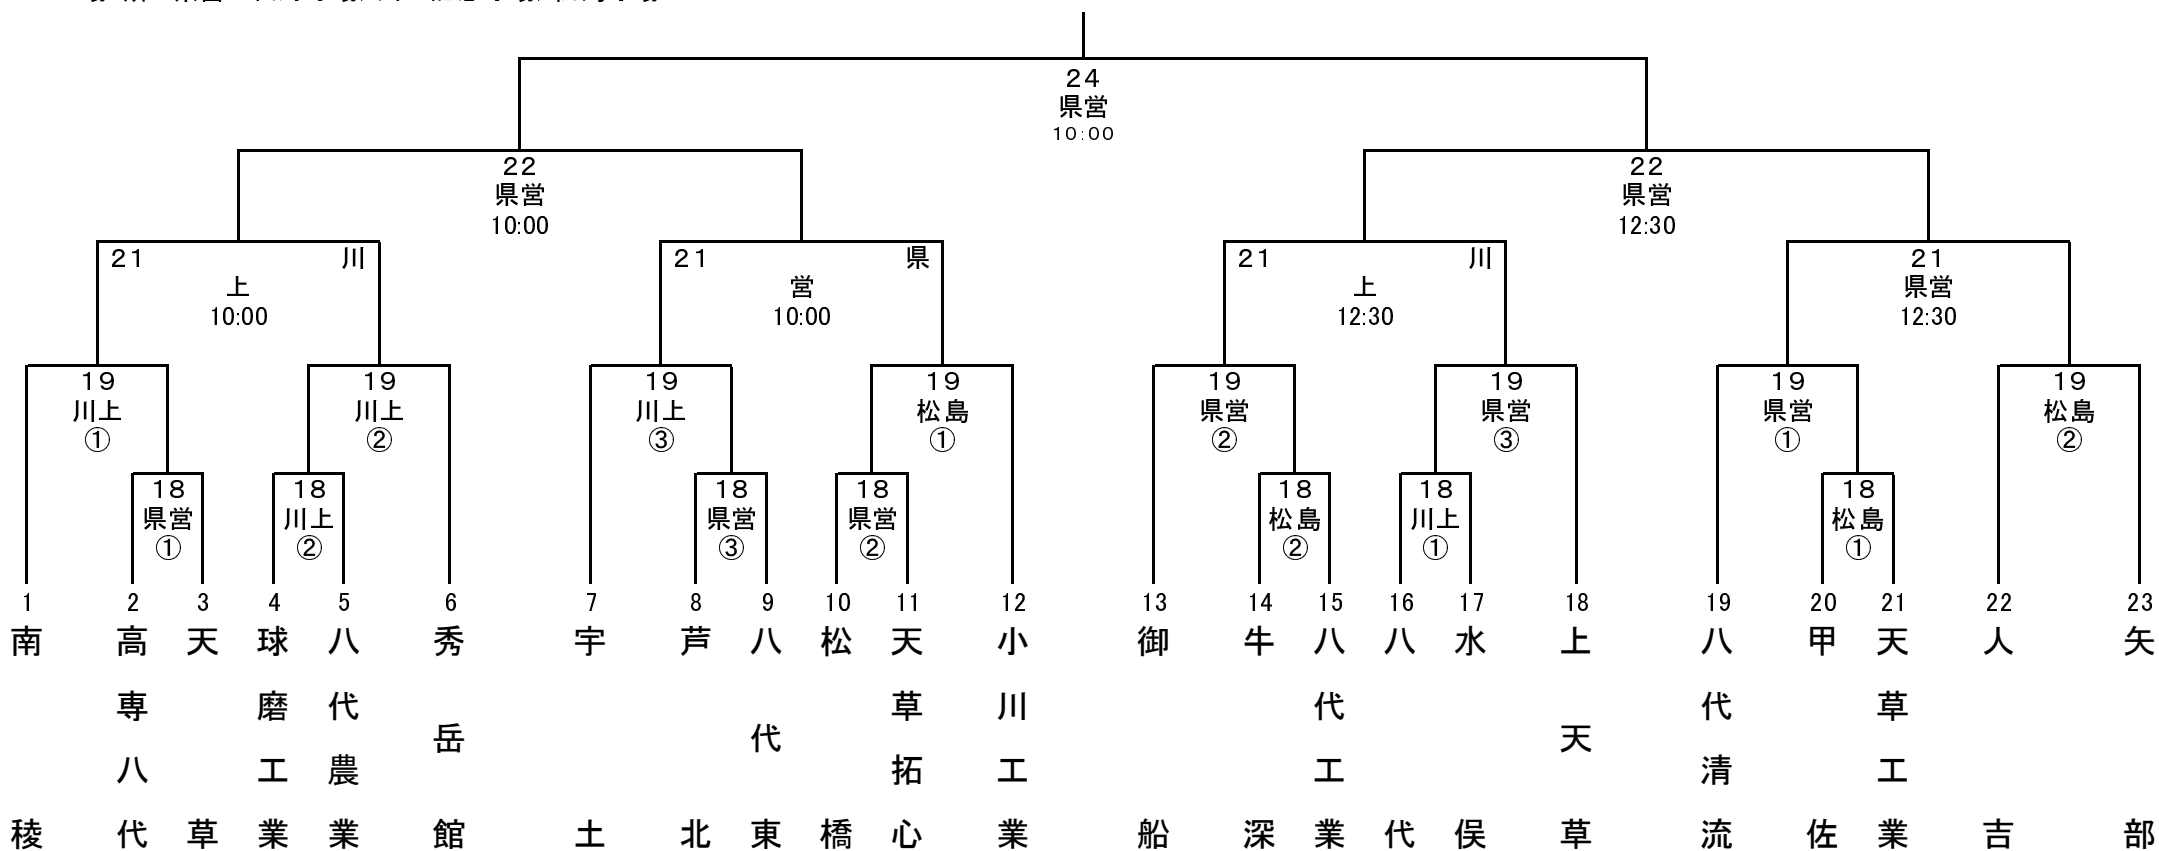 24
県営
10:00
22
県営
10:00
22
県営
12:30
21 川
上
10:00
21 県
営
10:00
21 川
上
12:30
21
県営
12:30
19
川上
①
19
川上
②
19
川上
③
19
松島
①
19
県営
②
19
県営
③
19
県営
①
19
松島
②
18
県営
①
18
川上
②
18
県営
③
18
県営
②
18
松島
②
18
川上
①
18
松島
①
1 南稜
2 高専八代
3 天草
4 球磨工業
5 八代農業
6 秀岳館
7 宇土
8 芦北
9 八代東
10 松橋
11 天草拓心
12 小川工業
13 御船
14 牛深
15 八代工業
16 八代
17 水俣
18 上天草
19 八代清流
20 甲佐
21 天草工業
22 人吉
23 矢部